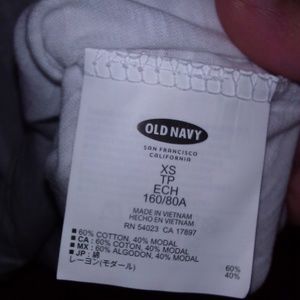 OLD NAVY
SAN FRANCISCO
CALIFORNIA
XS
TP
ECH
160/80A
MADE IN VIETNAM
HECHO EN VIETNAM
RN 54023 CA 17897
■ 60% COTTON, 40% MODAL
■ CA : 60% COTTON, 40% MODAL
■ MX : 60% ALGODON, 40% MODAL
■ JP : 綿 60%
レーヨン(モダール) 40%